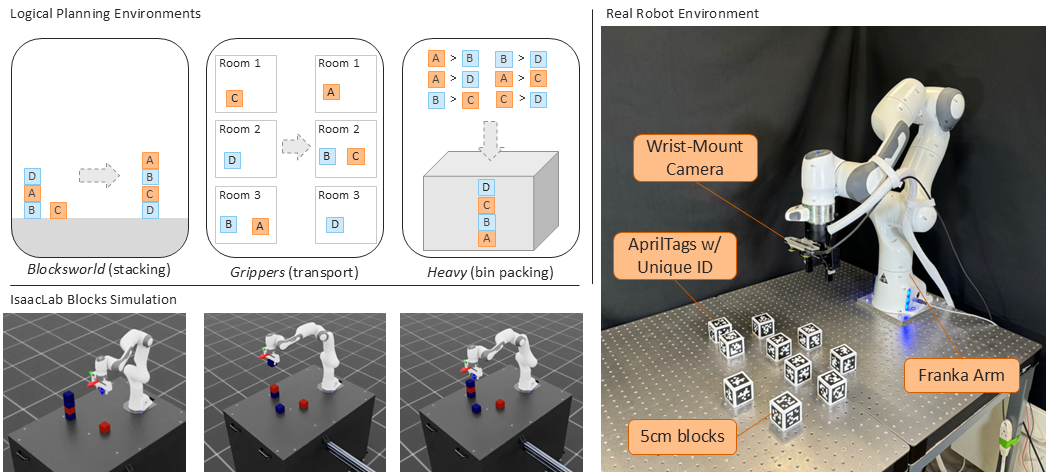 Logical Planning Environments
Room 1
C
Room 2
D
Room 3
B A
Room 1
A
Room 2
B C
Room 3
D
D
A
B C
A
B
C
D
A > B B > D
A > D A > C
B > C C > D
D
C
B
A
Blocksworld (stacking)
Grippers (transport)
Heavy (bin packing)
IsaacLab Blocks Simulation
Real Robot Environment
Wrist-Mount
Camera
AprilTags w/
Unique ID
Franka Arm
5cm blocks